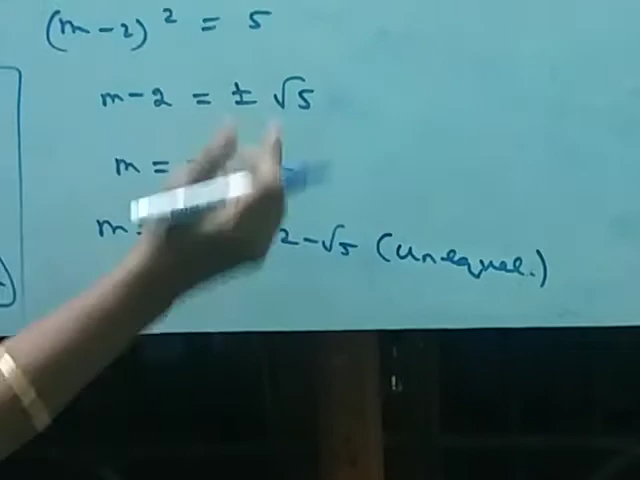 (m-2)² = 5
m-2 = ± √5
m =
m = 2-√5 (unequal.)